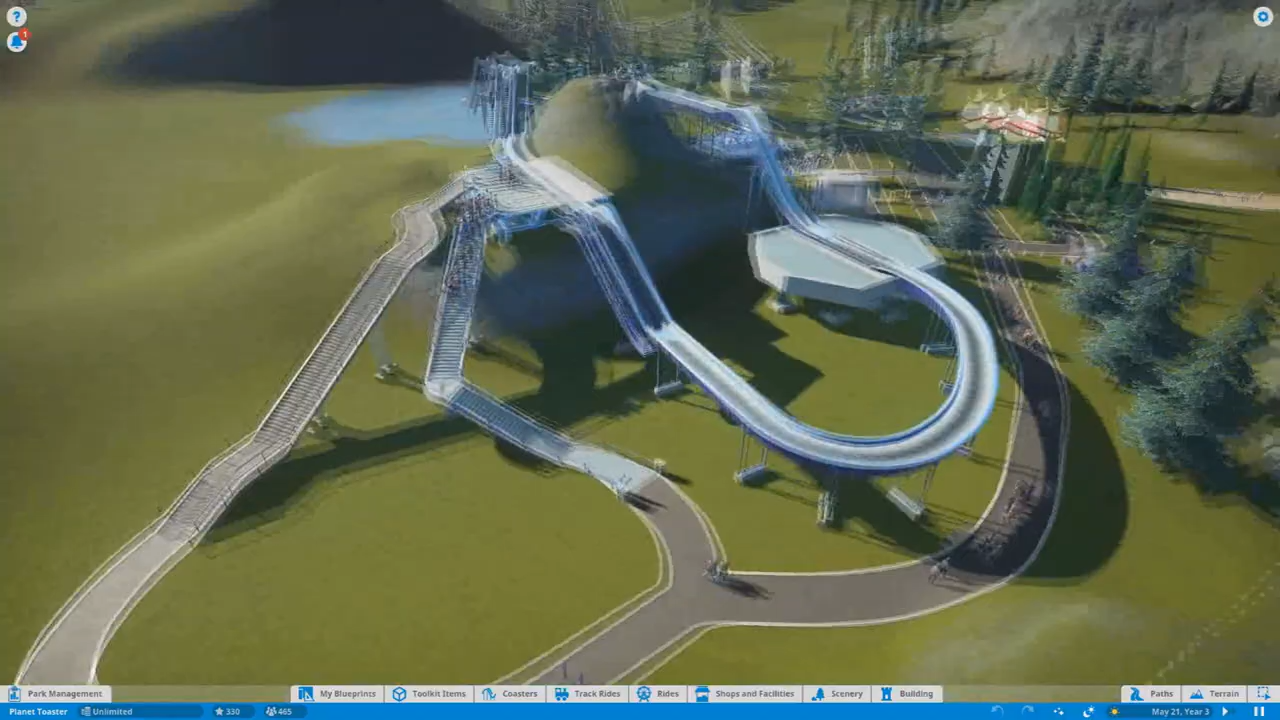 ?
1
Park Management
My Blueprints
Toolkit Items
Coasters
Track Rides
Rides
Shops and Facilities
Scenery
Building
Paths
Terrain
Planet Toaster
Unlimited
330
465
May 21, Year 3